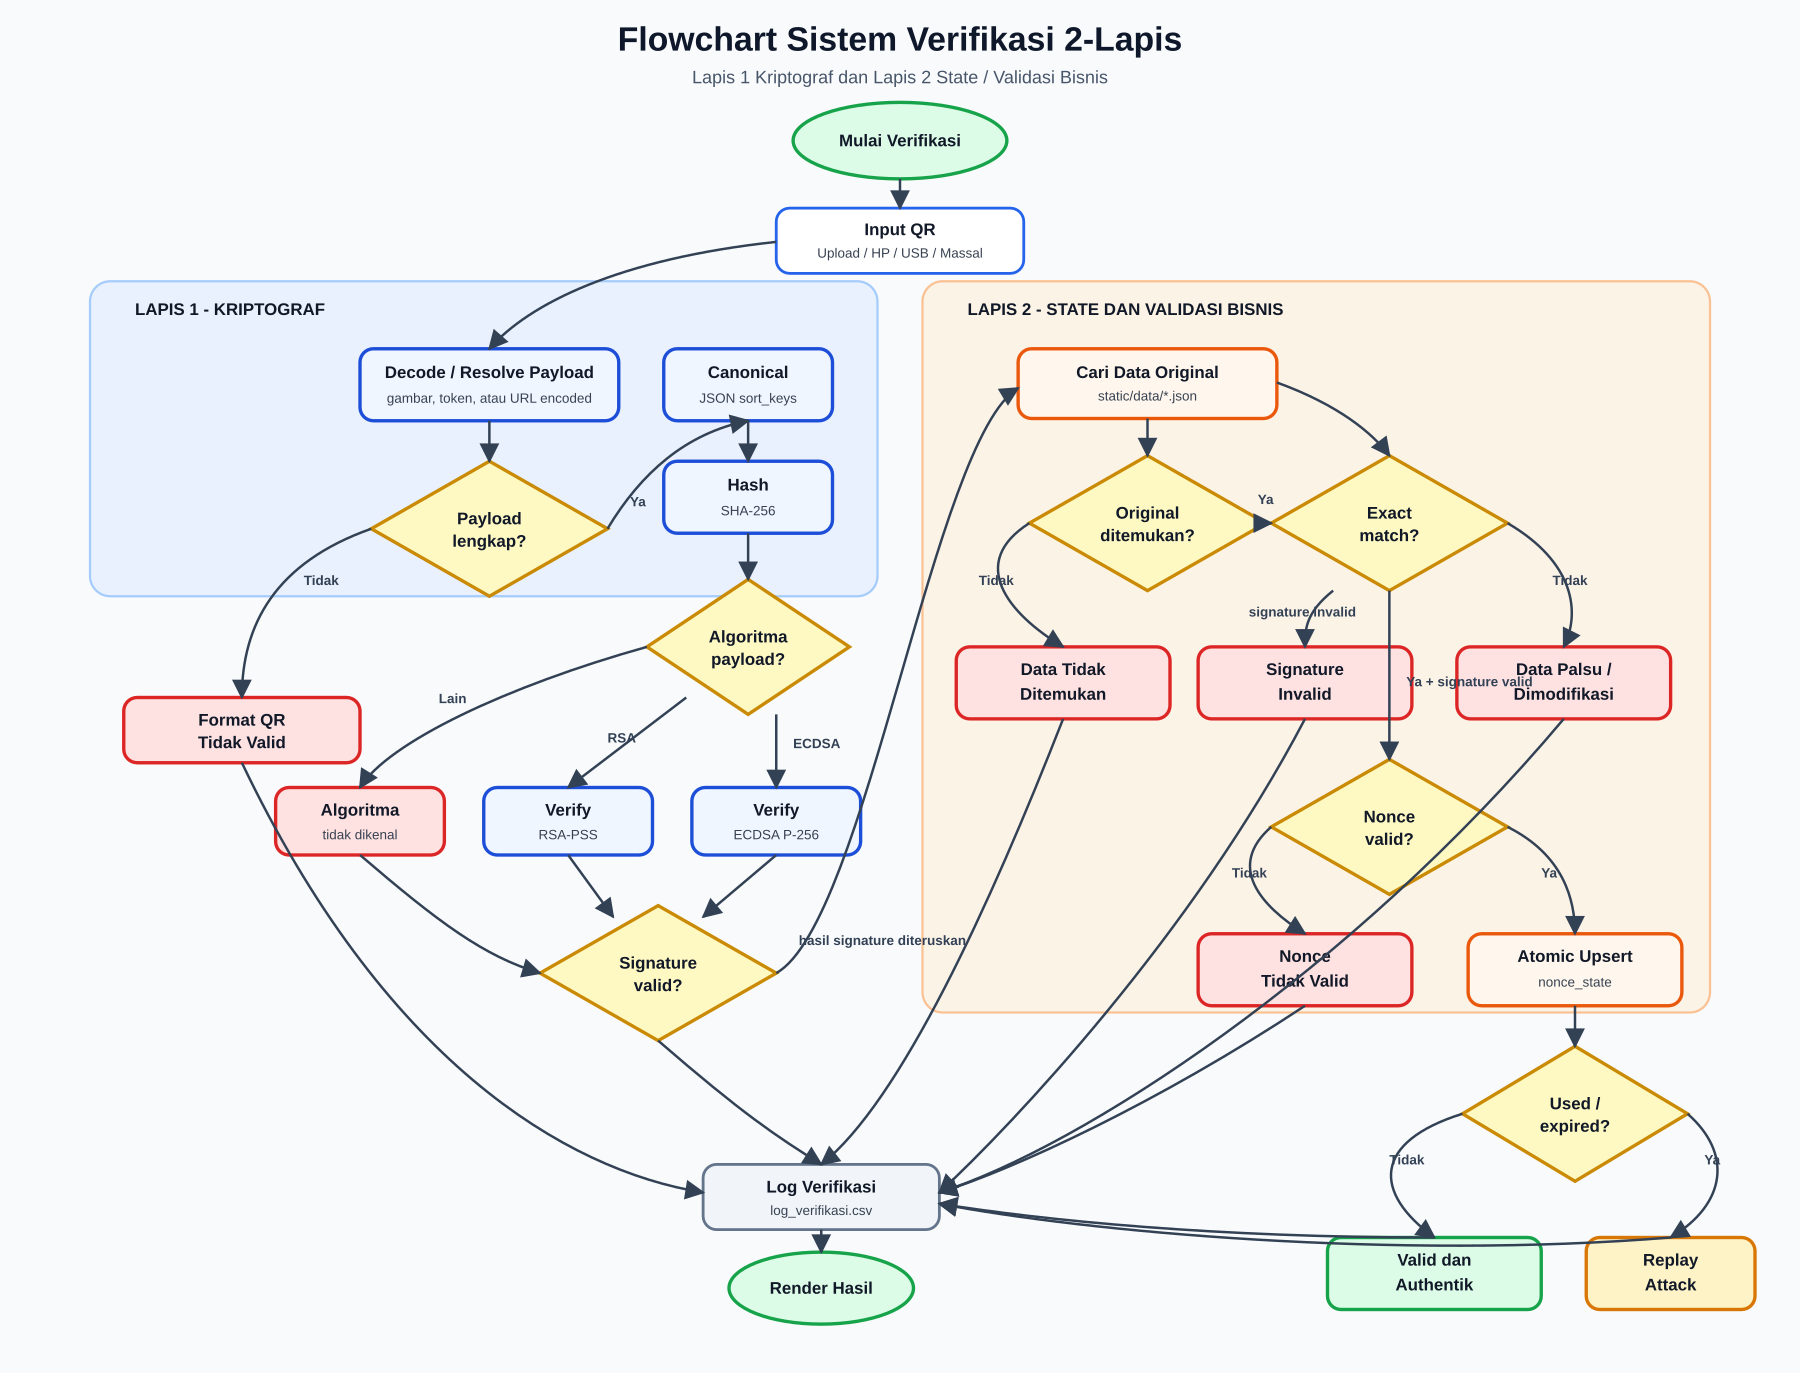 Flowchart Sistem Verifikasi 2-Lapis
Lapis 1 Kriptograf dan Lapis 2 State / Validasi Bisnis
Mulai Verifikasi
Input QR
Upload / HP / USB / Massal
LAPIS 1 - KRIPTOGRAF
Decode / Resolve Payload
gambar, token, atau URL encoded
Canonical
JSON sort_keys
Payload
lengkap?
Ya
Hash
SHA-256
Tidak
Algoritma
payload?
Format QR
Tidak Valid
Lain
RSA
ECDSA
Algoritma
tidak dikenal
Verify
RSA-PSS
Verify
ECDSA P-256
Signature
valid?
hasil signature diteruskan
LAPIS 2 - STATE DAN VALIDASI BISNIS
Cari Data Original
static/data/*.json
Original
ditemukan?
Ya
Exact
match?
Tidak
signature invalid
Tidak
Data Tidak
Ditemukan
Signature
Invalid
Ya + signature valid
Data Palsu /
Dimodifikasi
Nonce
valid?
Tidak
Ya
Nonce
Tidak Valid
Atomic Upsert
nonce_state
Used /
expired?
Tidak
Ya
Log Verifikasi
log_verifikasi.csv
Render Hasil
Valid dan
Authentik
Replay
Attack